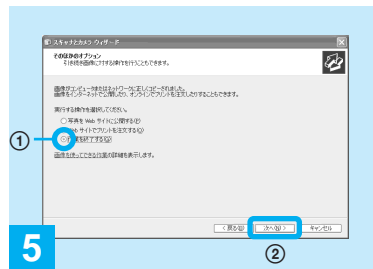 スキャナとカメラ ウィザード
そのほかのオプション
引き続き画像に対する操作を行うこともできます。
画像がコンピュータまたはネットワークに正しくコピーされました。
画像をインターネットで公開したり、オンラインでプリントを注文したりすることもできます。
実行する操作を選択してください。
写真を Web サイトに公開する(P)
①
Web サイトでプリントを注文する(O)
作業を終了する(N)
画像を使ってできる作業の詳細を表示します。
< 戻る(B) 次へ(N) > キャンセル
5
②